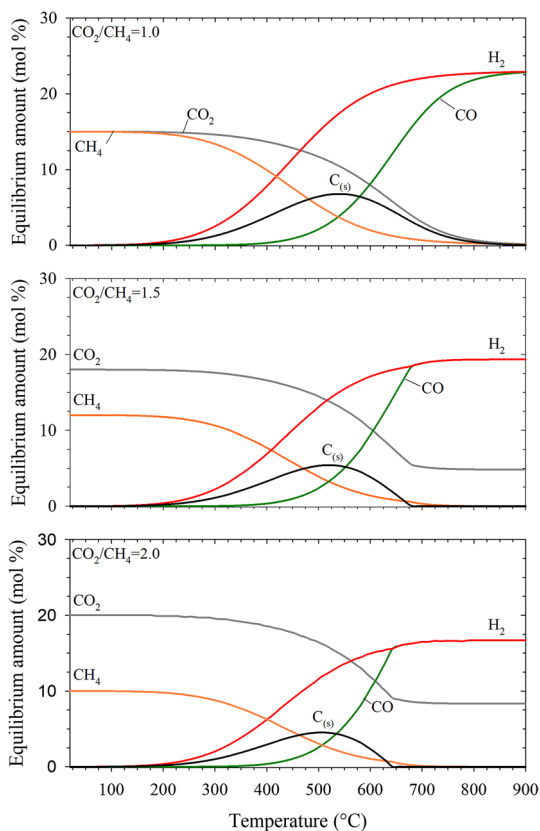 CO₂/CH₄=1.0
30
20
10
0
Equilibrium amount (mol %)
H₂
CO
CO₂
CH₄
C(s)
CO₂/CH₄=1.5
30
20
10
0
Equilibrium amount (mol %)
H₂
CO₂
CO
CH₄
C(s)
CO₂/CH₄=2.0
30
20
10
0
Equilibrium amount (mol %)
CO₂
H₂
CH₄
C(s)
CO
100 200 300 400 500 600 700 800 900
Temperature (°C)